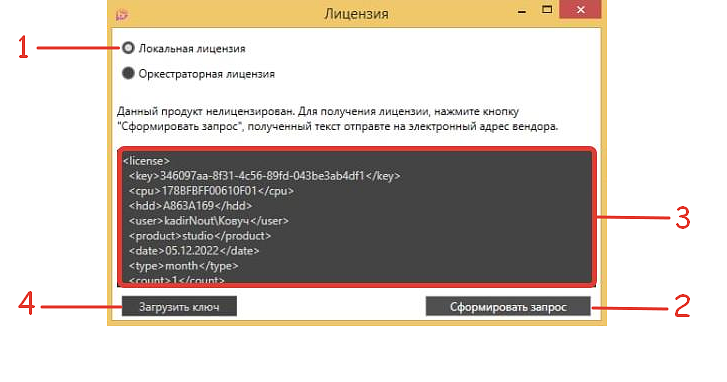 Лицензия
1
Локальная лицензия
Оркестраторная лицензия
Данный продукт нелицензирован. Для получения лицензии, нажмите кнопку
"Сформировать запрос", полученный текст отправте на электронный адрес вендора.
<license>
<key>346097aa-8f31-4c56-89fd-043be3ab4df1</key>
<cpu>178BFBFF00610F01</cpu>
<hdd>A863A169</hdd>
<user>kadirNout\Ковуч</user>
<product>studio</product>
<date>05.12.2022</date>
<type>month</type>
<count>1</count>
3
4
Загрузить ключ
Сформировать запрос
2